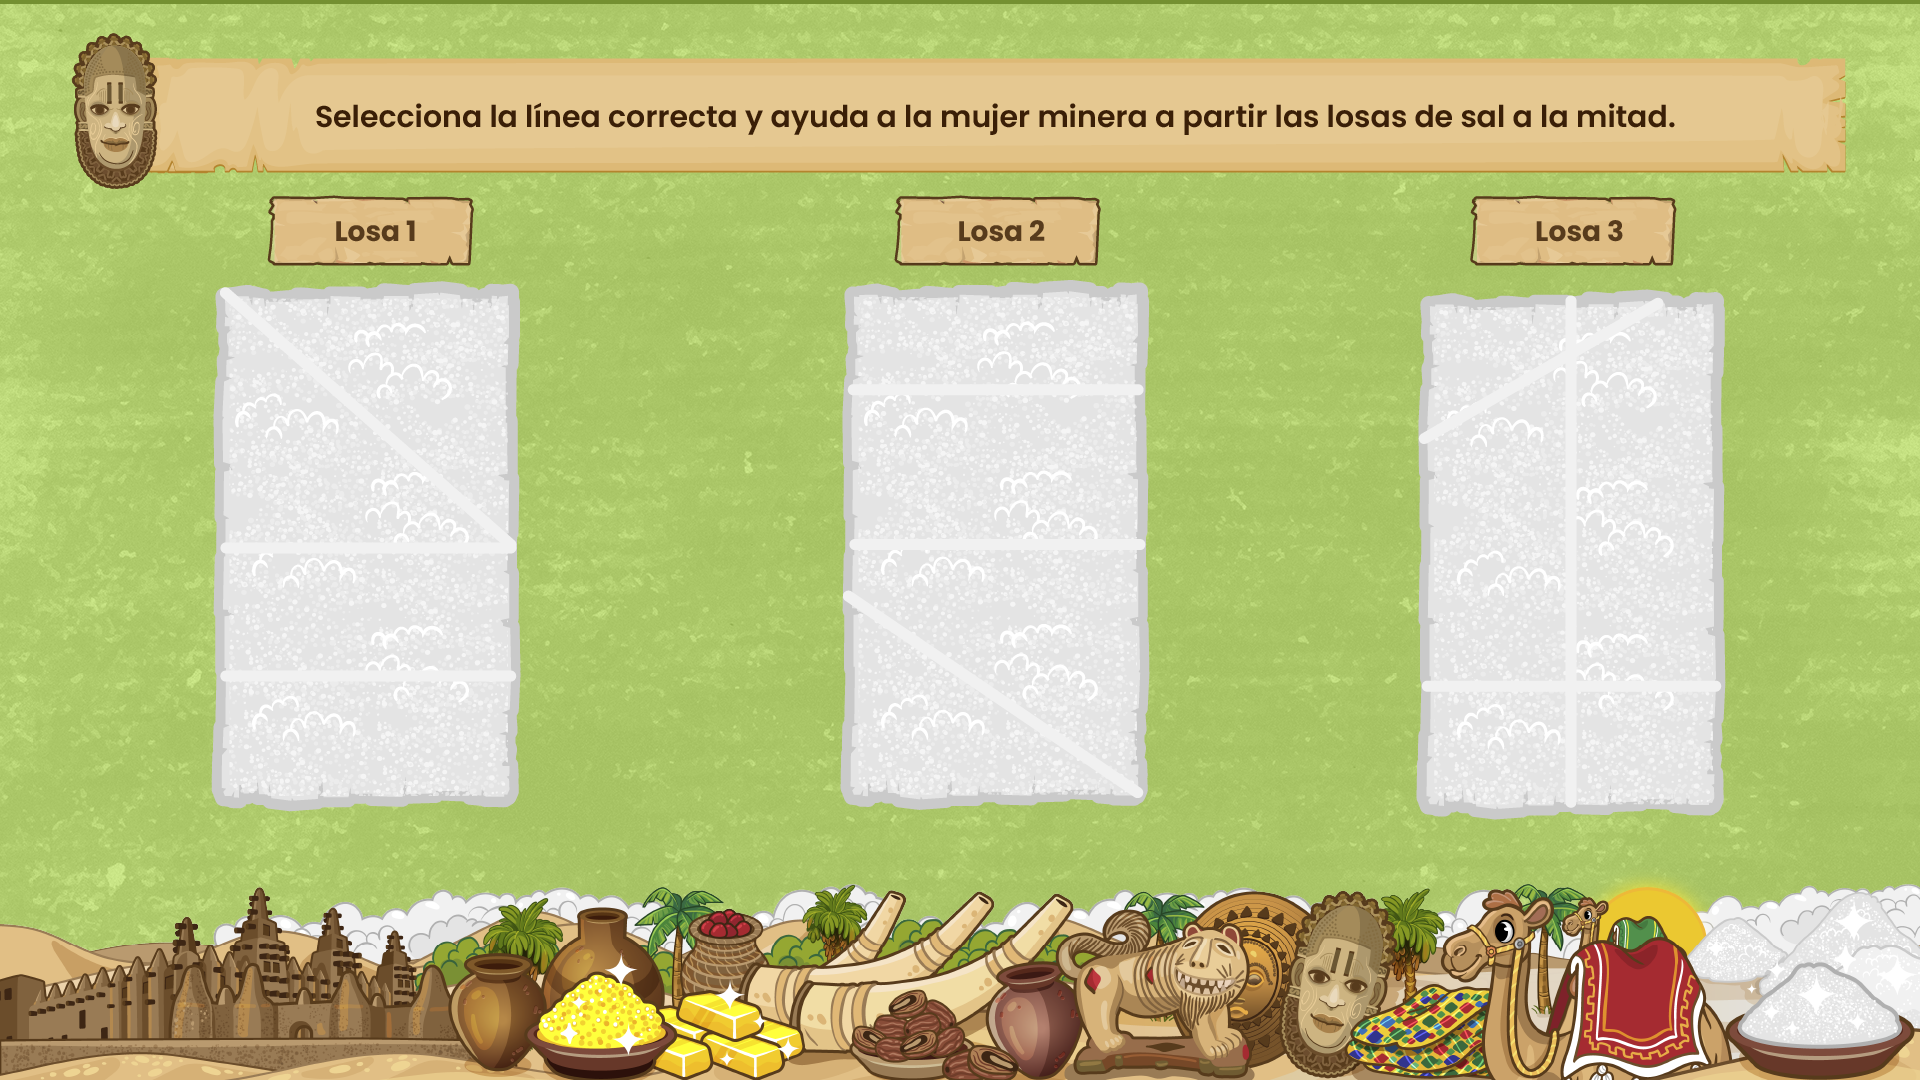 Selecciona la línea correcta y ayuda a la mujer minera a partir las losas de sal a la mitad.
Losa 1
Losa 2
Losa 3